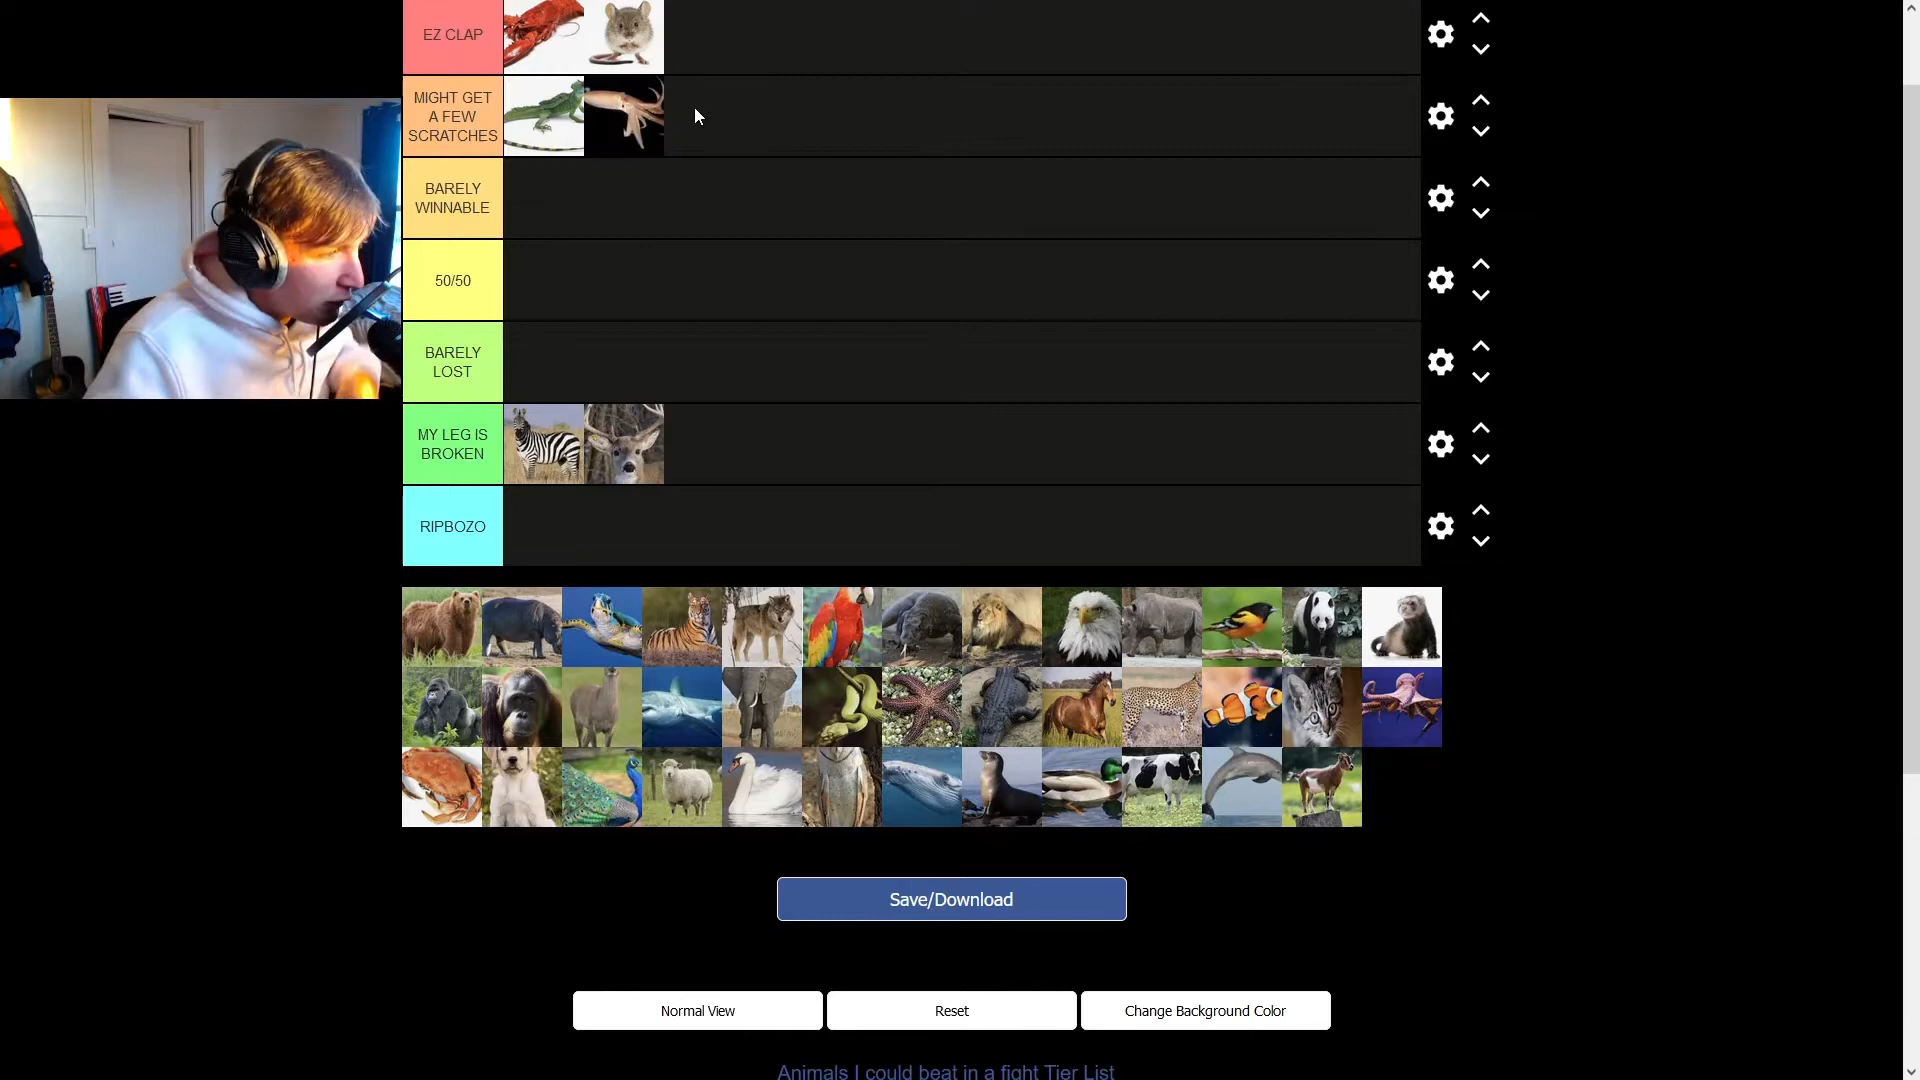 EZ CLAP
MIGHT GET
A FEW
SCRATCHES
BARELY
WINNABLE
50/50
BARELY
LOST
MY LEG IS
BROKEN
RIPBOZO
Save/Download
Normal View
Reset
Change Background Color
Animals I could beat in a fight Tier List